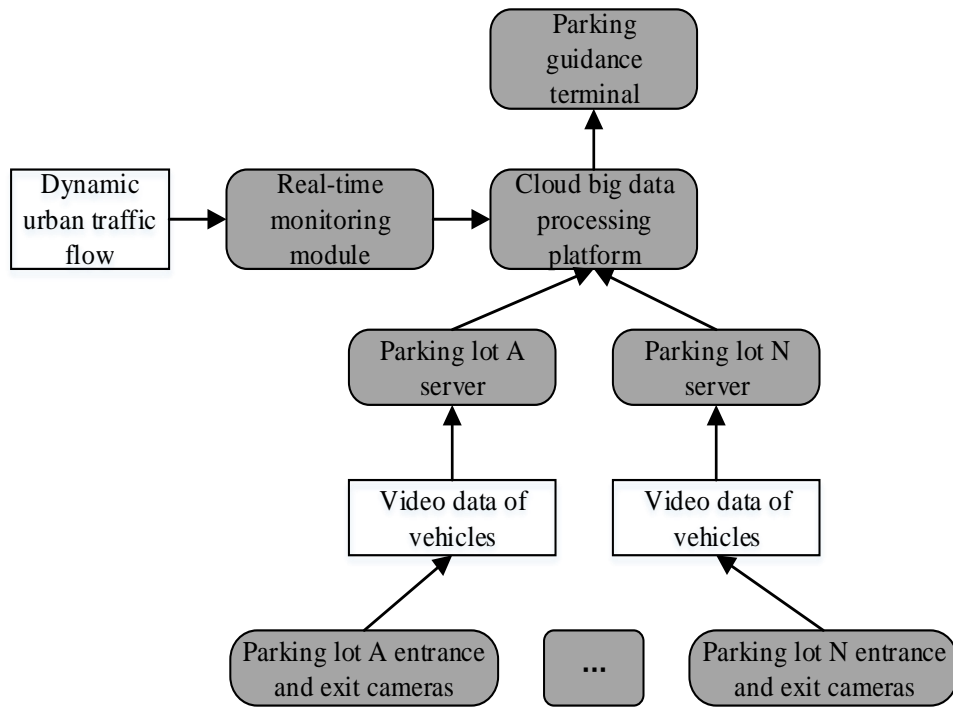 Parking
guidance
terminal
Dynamic
urban traffic
flow
Real-time
monitoring
module
Cloud big data
processing
platform
Parking lot A
server
Parking lot N
server
Video data of
vehicles
Video data of
vehicles
Parking lot A entrance
and exit cameras
...
Parking lot N entrance
and exit cameras